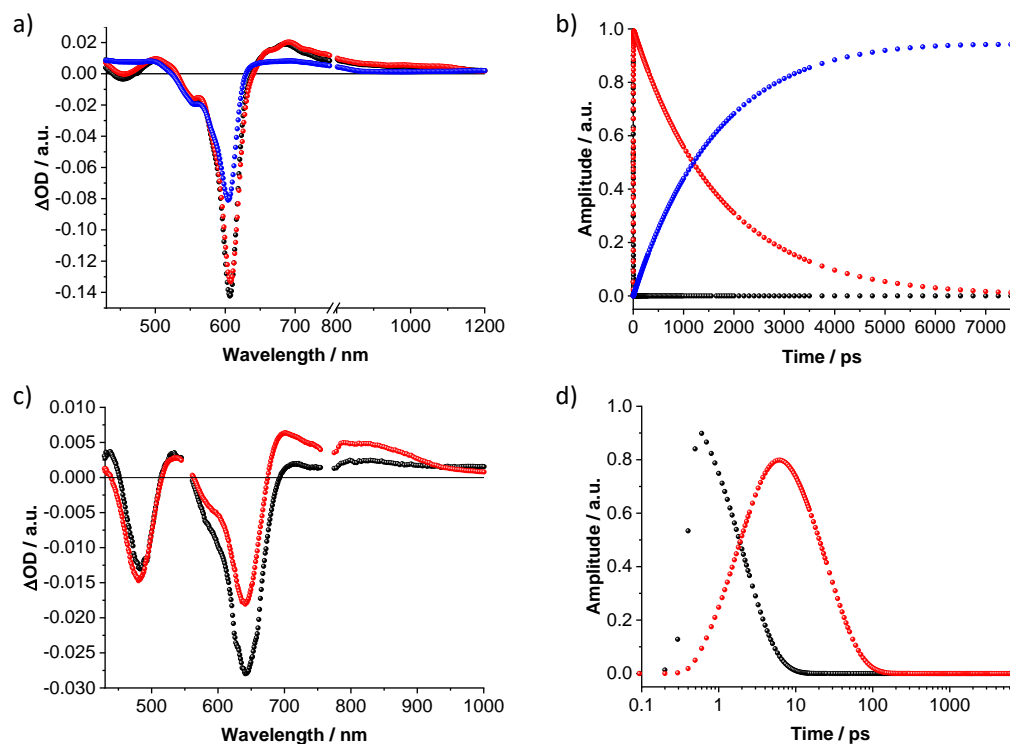 a)
0.02
0.00
-0.02
-0.04
-0.06
-0.08
-0.10
-0.12
-0.14
ΔOD / a.u.
500 600 700 800 1000 1200
Wavelength / nm
b)
1.0
0.8
0.6
0.4
0.2
0.0
Amplitude / a.u.
0 1000 2000 3000 4000 5000 6000 7000
Time / ps
c)
0.010
0.005
0.000
-0.005
-0.010
-0.015
-0.020
-0.025
-0.030
ΔOD / a.u.
500 600 700 800 900 1000
Wavelength / nm
d)
1.0
0.8
0.6
0.4
0.2
0.0
Amplitude / a.u.
0.1 1 10 100 1000
Time / ps